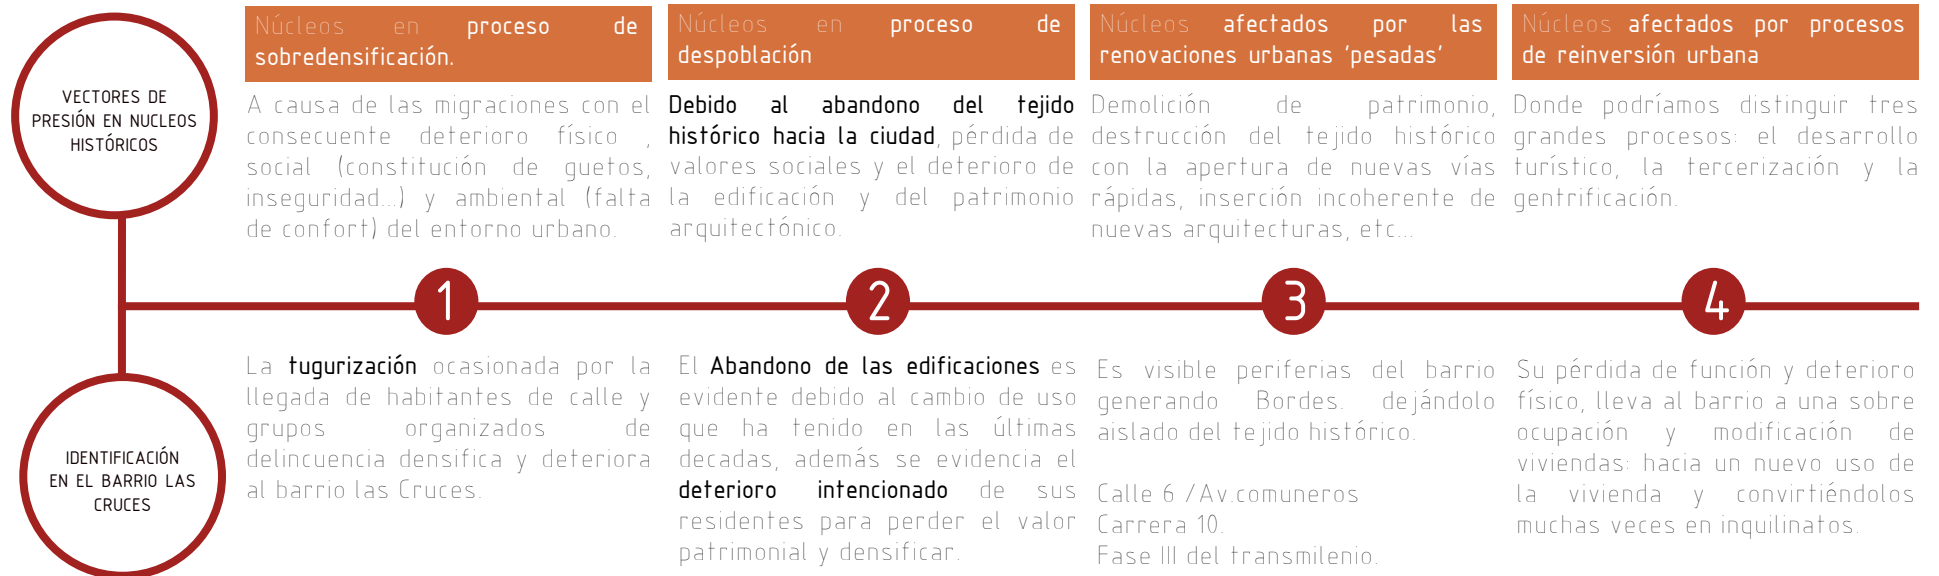 VECTORES DE
PRESIÓN EN NUCLEOS
HISTÓRICOS
Núcleos en proceso de
sobredensificación.
A causa de las migraciones con el
consecuente deterioro físico ,
social (constitución de guetos,
inseguridad...) y ambiental (falta
de confort) del entorno urbano.
Núcleos en proceso de
despoblación
Debido al abandono del tejido
histórico hacia la ciudad, pérdida de
valores sociales y el deterioro de
la edificación y del patrimonio
arquitectónico.
Núcleos afectados por las
renovaciones urbanas 'pesadas'
Demolición de patrimonio,
destrucción del tejido histórico
con la apertura de nuevas vías
rápidas, inserción incoherente de
nuevas arquitecturas, etc...
Núcleos afectados por procesos
de reinversión urbana
Donde podríamos distinguir tres
grandes procesos: el desarrollo
turístico, la tercerización y la
gentrificación.
1
2
3
4
IDENTIFICACIÓN
EN EL BARRIO LAS
CRUCES
La tugurización ocasionada por la
llegada de habitantes de calle y
grupos organizados de
delincuencia densifica y deteriora
al barrio las Cruces.
El Abandono de las edificaciones es
evidente debido al cambio de uso
que ha tenido en las últimas
decadas, además se evidencia el
deterioro intencionado de sus
residentes para perder el valor
patrimonial y densificar.
Es visible periferias del barrio
generando Bordes. dejándolo
aislado del tejido histórico.
Calle 6 /Av.comuneros
Carrera 10.
Fase III del transmilenio.
Su pérdida de función y deterioro
físico, lleva al barrio a una sobre
ocupación y modificación de
viviendas: hacia un nuevo uso de
la vivienda y convirtiéndolos
muchas veces en inquilinatos.